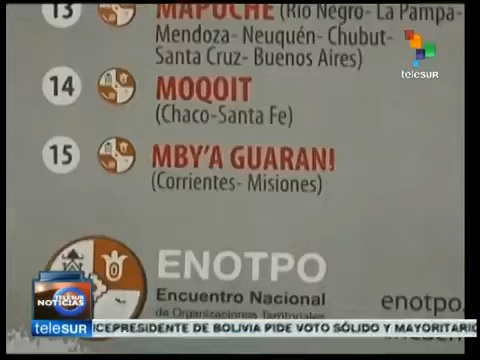 13 MAPUCHE (Río Negro- La Pampa-
Mendoza- Neuquén- Chubut-
Santa Cruz- Buenos Aires)
teleSUR
14 MOQOIT
(Chaco-Santa Fe)
15 MBY'A GUARANI
(Corrientes- Misiones)
ENOTPO
Encuentro Nacional
de Organizaciones Territoriales
enotpo.
TELESUR
NOTICIAS
telesur VICEPRESIDENTE DE BOLIVIA PIDE VOTO SÓLIDO Y MAYORITARIO